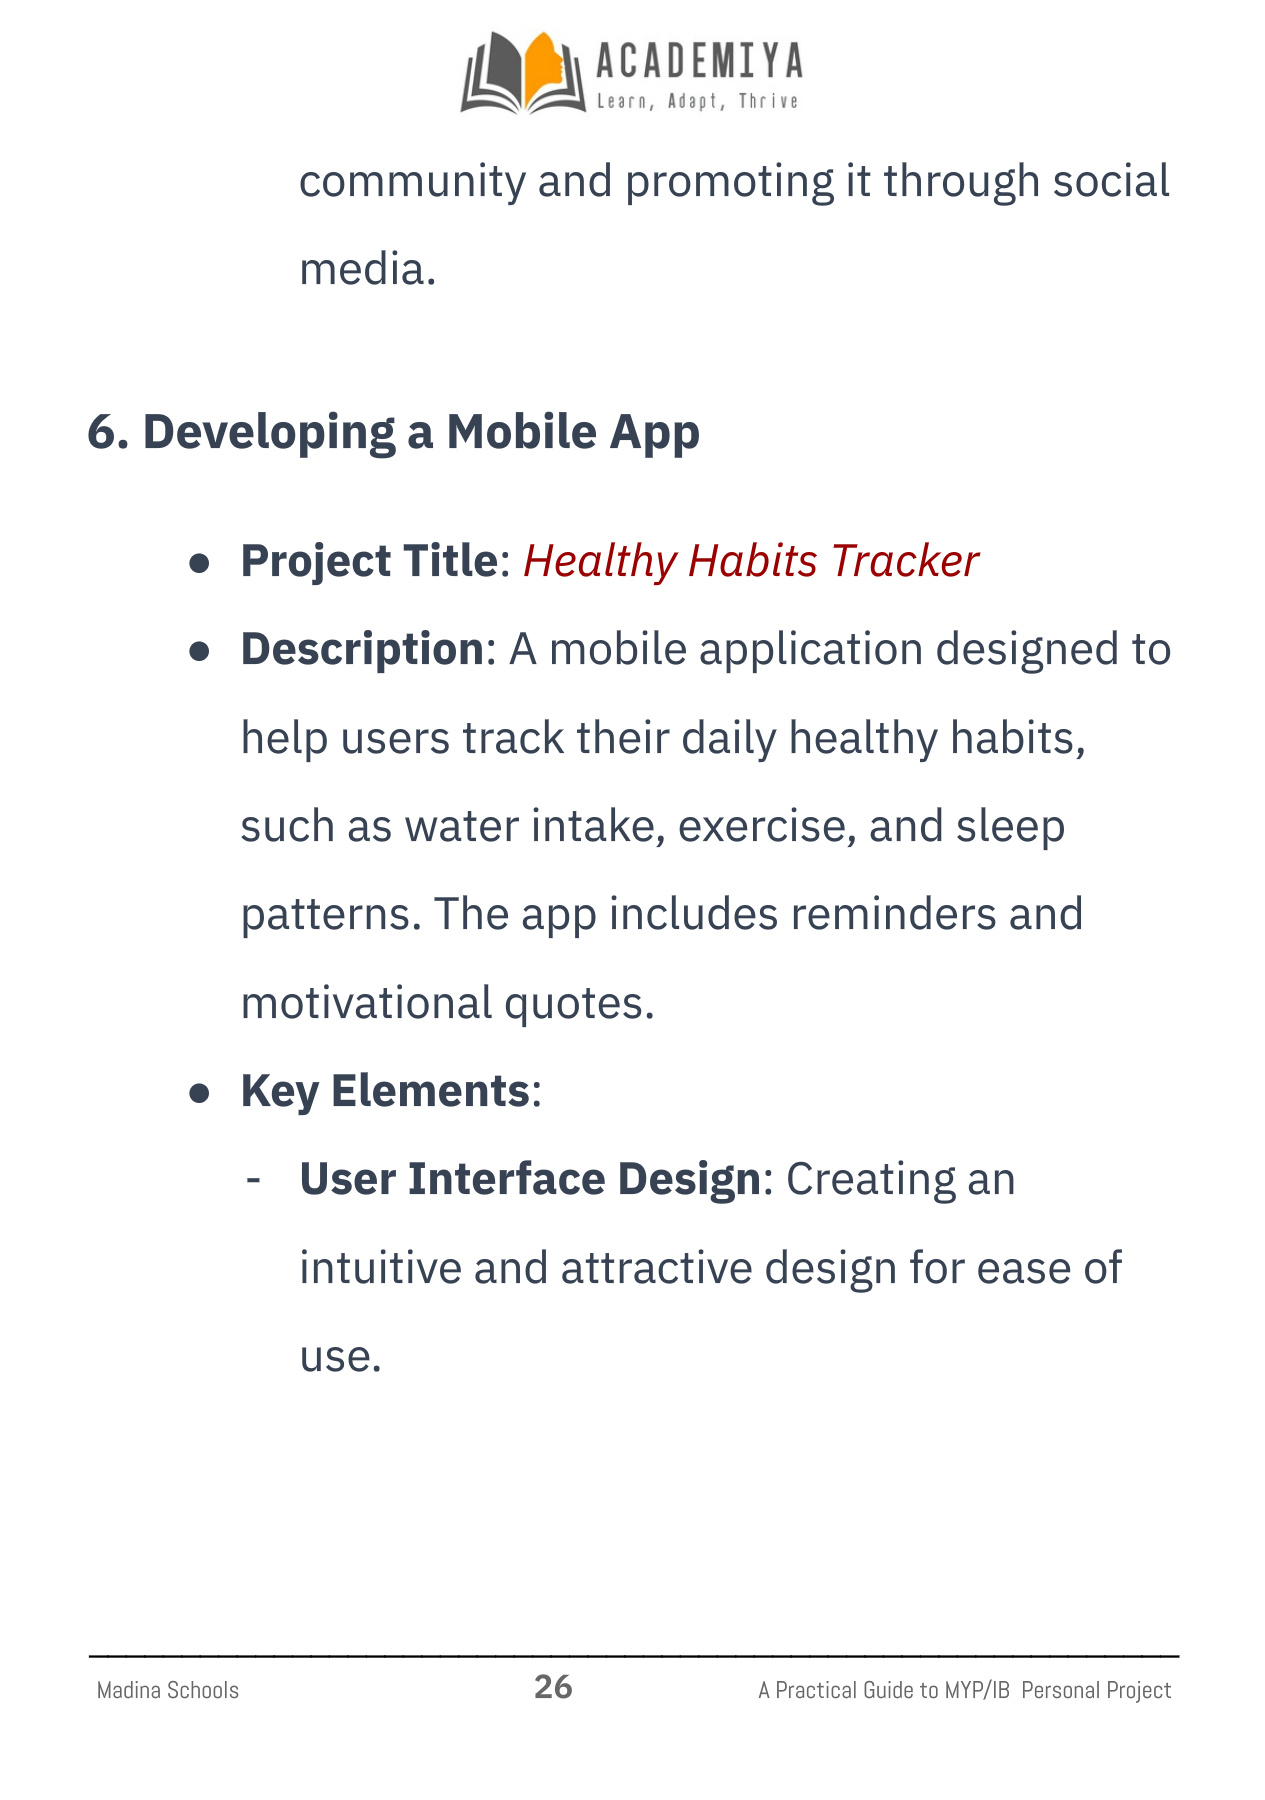 ACADEMIYA
Learn, Adapt, Thrive
community and promoting it through social
media.
6. Developing a Mobile App
● Project Title: Healthy Habits Tracker
● Description: A mobile application designed to
help users track their daily healthy habits,
such as water intake, exercise, and sleep
patterns. The app includes reminders and
motivational quotes.
● Key Elements:
- User Interface Design: Creating an
intuitive and attractive design for ease of
use.
Madina Schools 26 A Practical Guide to MYP/IB Personal Project